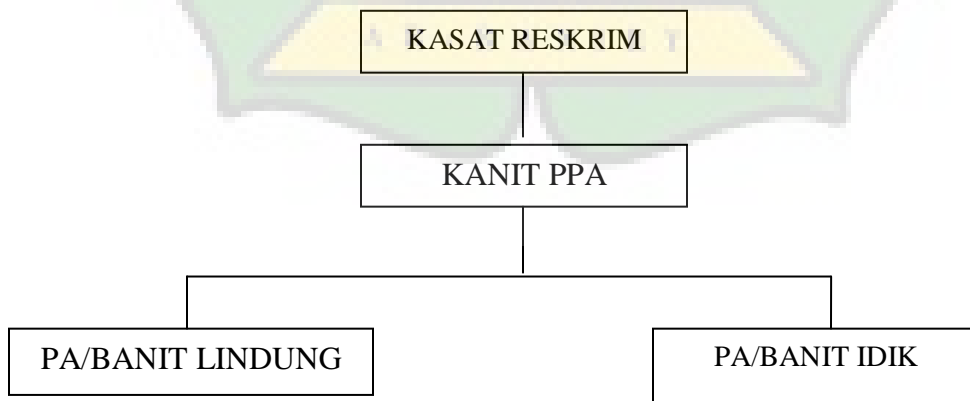 KASAT RESKRIM
KANIT PPA
PA/BANIT LINDUNG
PA/BANIT IDIK